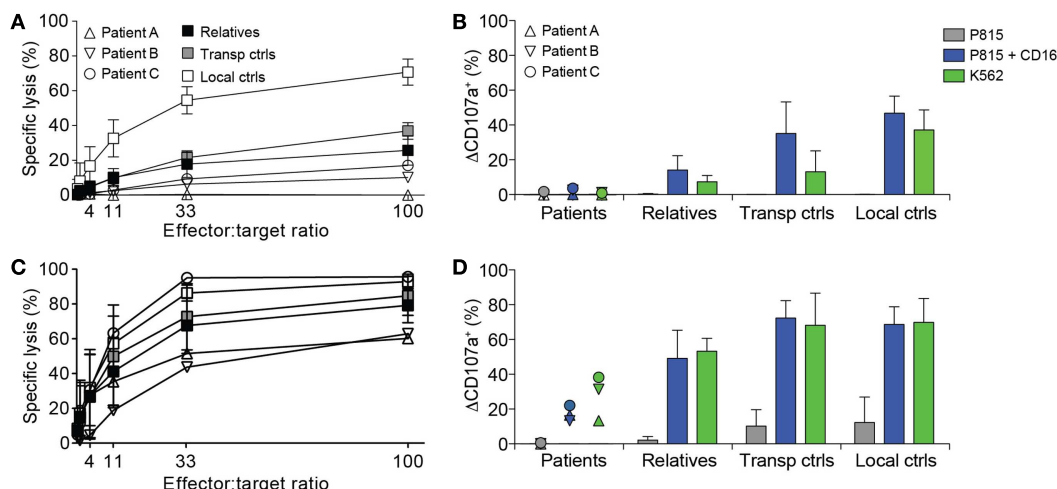 A
100
80
60
40
20
0
Specific lysis (%)
Patient A
Patient B
Patient C
Relatives
Transp ctrls
Local ctrls
4 11 33 100
Effector:target ratio
B
100
80
60
40
20
0
ΔCD107a⁺ (%)
Patient A
Patient B
Patient C
P815
P815 + CD16
K562
Patients Relatives Transp ctrls Local ctrls
C
100
80
60
40
20
0
Specific lysis (%)
4 11 33 100
Effector:target ratio
D
100
80
60
40
20
0
ΔCD107a⁺ (%)
Patients Relatives Transp ctrls Local ctrls